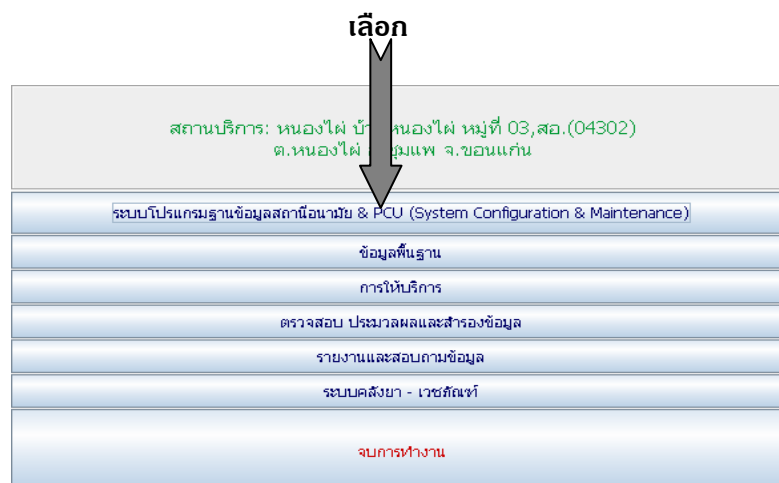 เลือก
สถานบริการ: หนองไผ่ บ้ หนองไผ่ หมู่ที่ 03,สอ.(04302)
ต.หนองไผ่ ชุมแพ จ.ขอนแก่น
ระบบโปรแกรมฐานข้อมูลสถานีอนามัย & PCU (System Configuration & Maintenance)
ข้อมูลพื้นฐาน
การให้บริการ
ตรวจสอบ ประมวลผลและสำรองข้อมูล
รายงานและสอบถามข้อมูล
ระบบคลังยา - เวชภัณฑ์
จบการทำงาน